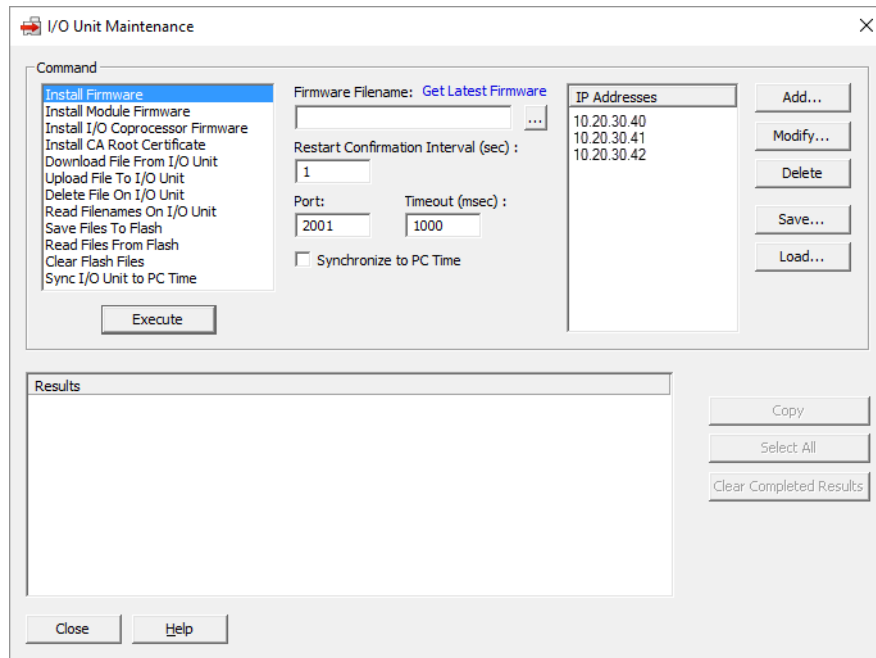 I/O Unit Maintenance
Command
Install Firmware
Install Module Firmware
Install I/O Coprocessor Firmware
Install CA Root Certificate
Download File From I/O Unit
Upload File To I/O Unit
Delete File On I/O Unit
Read Filenames On I/O Unit
Save Files To Flash
Read Files From Flash
Clear Flash Files
Sync I/O Unit to PC Time
Execute
Firmware Filename: Get Latest Firmware
...
Restart Confirmation Interval (sec) :
1
Port: Timeout (msec) :
2001 1000
Synchronize to PC Time
IP Addresses
10.20.30.40
10.20.30.41
10.20.30.42
Add...
Modify...
Delete
Save...
Load...
Results
Copy
Select All
Clear Completed Results
Close Help